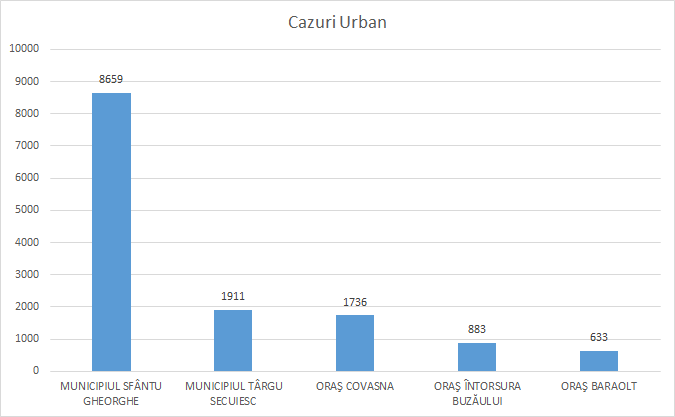 Cazuri Urban
10000
9000
8000
7000
6000
5000
4000
3000
2000
1000
0
8659
1911
1736
883
633
MUNICIPIUL SFÂNTU
GHEORGHE
MUNICIPIUL TÂRGU
SECUIESC
ORAŞ COVASNA
ORAŞ ÎNTORSURA
BUZĂULUI
ORAŞ BARAOLT